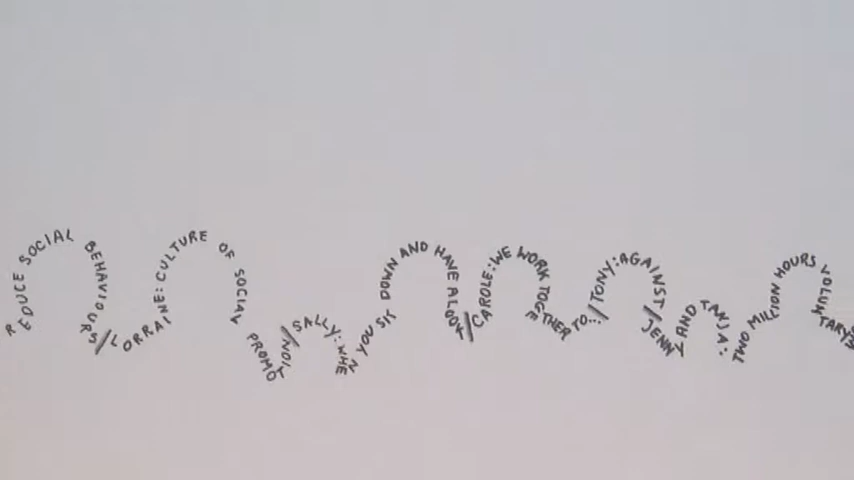 REDUCE SOCIAL BEHAVIOURS/LORRAINE: CULTURE OF SOCIAL PROMOTION/SALLY: WHEN YOU SIT DOWN AND HAVE A LOOK/CAROLE: WE WORK TOGETHER TO.../TONY: AGAINST/JENNY AND TANJA: TWO MILLION HOURS VOLUNTARY